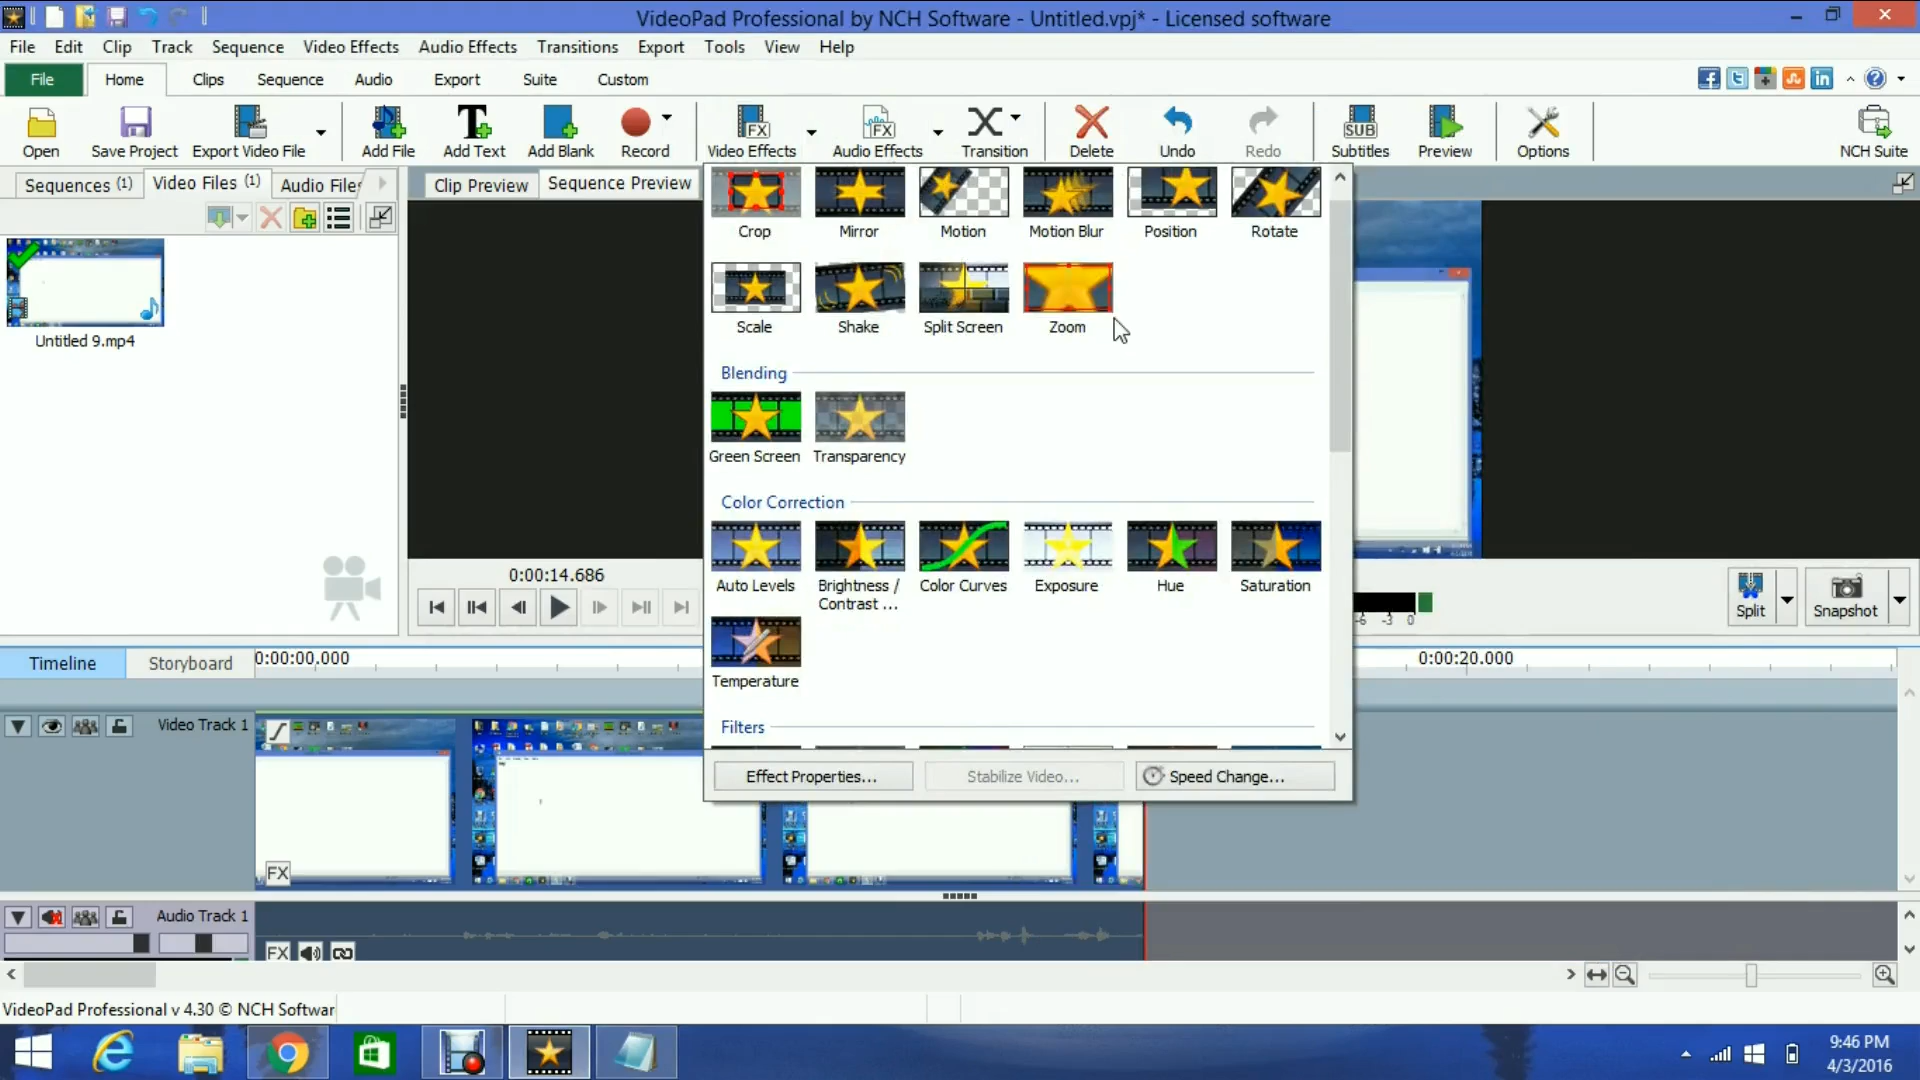 VideoPad Professional by NCH Software - Untitled.vpj* - Licensed software
File Edit Clip Track Sequence Video Effects Audio Effects Transitions Export Tools View Help
File Home Clips Sequence Audio Export Suite Custom
Open Save Project Export Video File Add File Add Text Add Blank Record Video Effects Audio Effects Transition Delete Undo Redo Subtitles Preview Options NCH Suite
Sequences (1) Video Files (1) Audio Files
Clip Preview Sequence Preview
Untitled 9.mp4
Crop Mirror Motion Motion Blur Position Rotate
Scale Shake Split Screen Zoom
Blending
Green Screen Transparency
Color Correction
Auto Levels Brightness / Contrast ... Color Curves Exposure Hue Saturation
Temperature
Filters
Effect Properties... Stabilize Video... Speed Change...
0:00:14.686
-6 -3 0
Split Snapshot
Timeline Storyboard 0:00:00.000 0:00:20.000
Video Track 1
FX
Audio Track 1
FX
VideoPad Professional v 4.30 © NCH Softwar
9:46 PM
4/3/2016